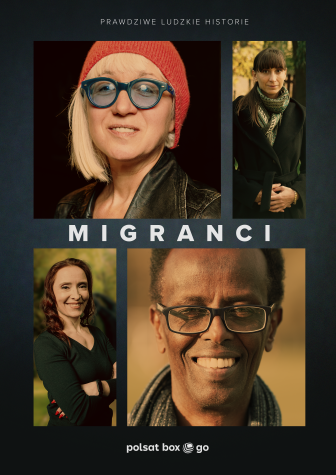 PRAWDZIWE LUDZKIE HISTORIE
MIGRANCI
polsat box go